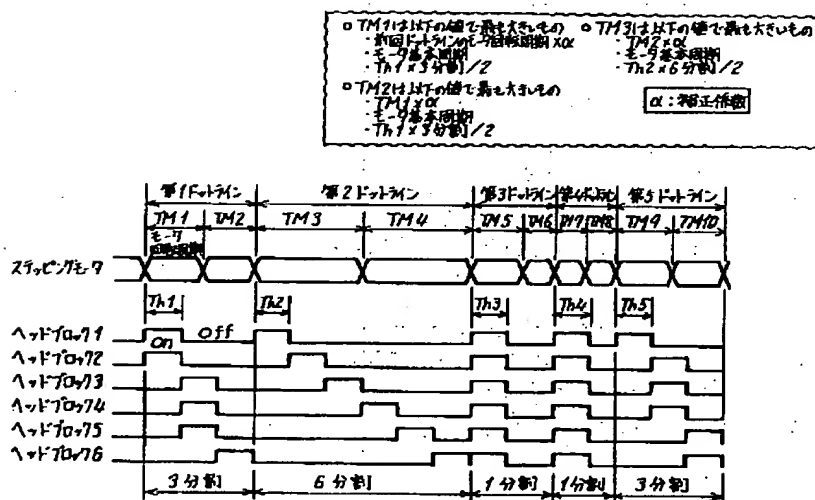 □ TM1は以下の値で最も大きいもの
・前回ドットラインのモータ回転周期×α
・モータ基本周期
・Th1×3分割/2
□ TM2は以下の値で最も大きいもの
・TM1×α
・モータ基本周期
・Th1×3分割/2
□ TM3は以下の値で最も大きいもの
・TM2×α
・モータ基本周期
・Th2×6分割/2
α:補正係数
第1ドットライン 第2ドットライン 第3ドットライン 第4ドットライン 第5ドットライン
TM1 TM2 TM3 TM4 TM5 TM6 TM7 TM8 TM9 TM10
モータ
回転周期
ステッピングモータ
Th1 Th2 Th3 Th4 Th5
ヘッドブロック1 on off
ヘッドブロック2
ヘッドブロック3
ヘッドブロック4
ヘッドブロック5
ヘッドブロック6
3分割 6分割 1分割 1分割 3分割